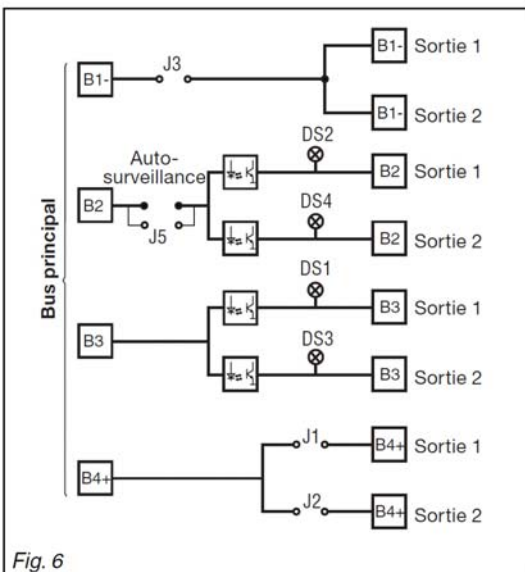 B1- J3 B1- Sortie 1
B1- Sortie 2
DS2
Auto-
surveillance
B2 J5 B2 Sortie 1
DS4
B2 Sortie 2
Bus principal
DS1
B3 B3 Sortie 1
DS3
B3 Sortie 2
B4+ J1 B4+ Sortie 1
J2 B4+ Sortie 2
Fig. 6